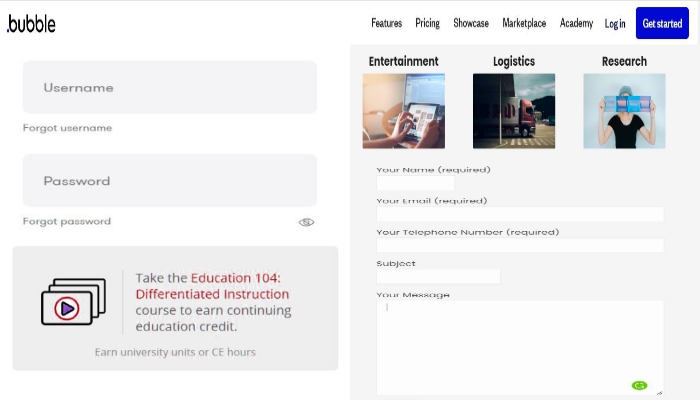 .bubble
Features Pricing Showcase Marketplace Academy Log in Get started
Username
Forgot username
Password
Forgot password
Take the Education 104:
Differentiated Instruction
course to earn continuing
education credit.
Earn university units or CE hours
Entertainment Logistics Research
Your Name (required)
Your Email (required)
Your Telephone Number (required)
Subject
Your Message